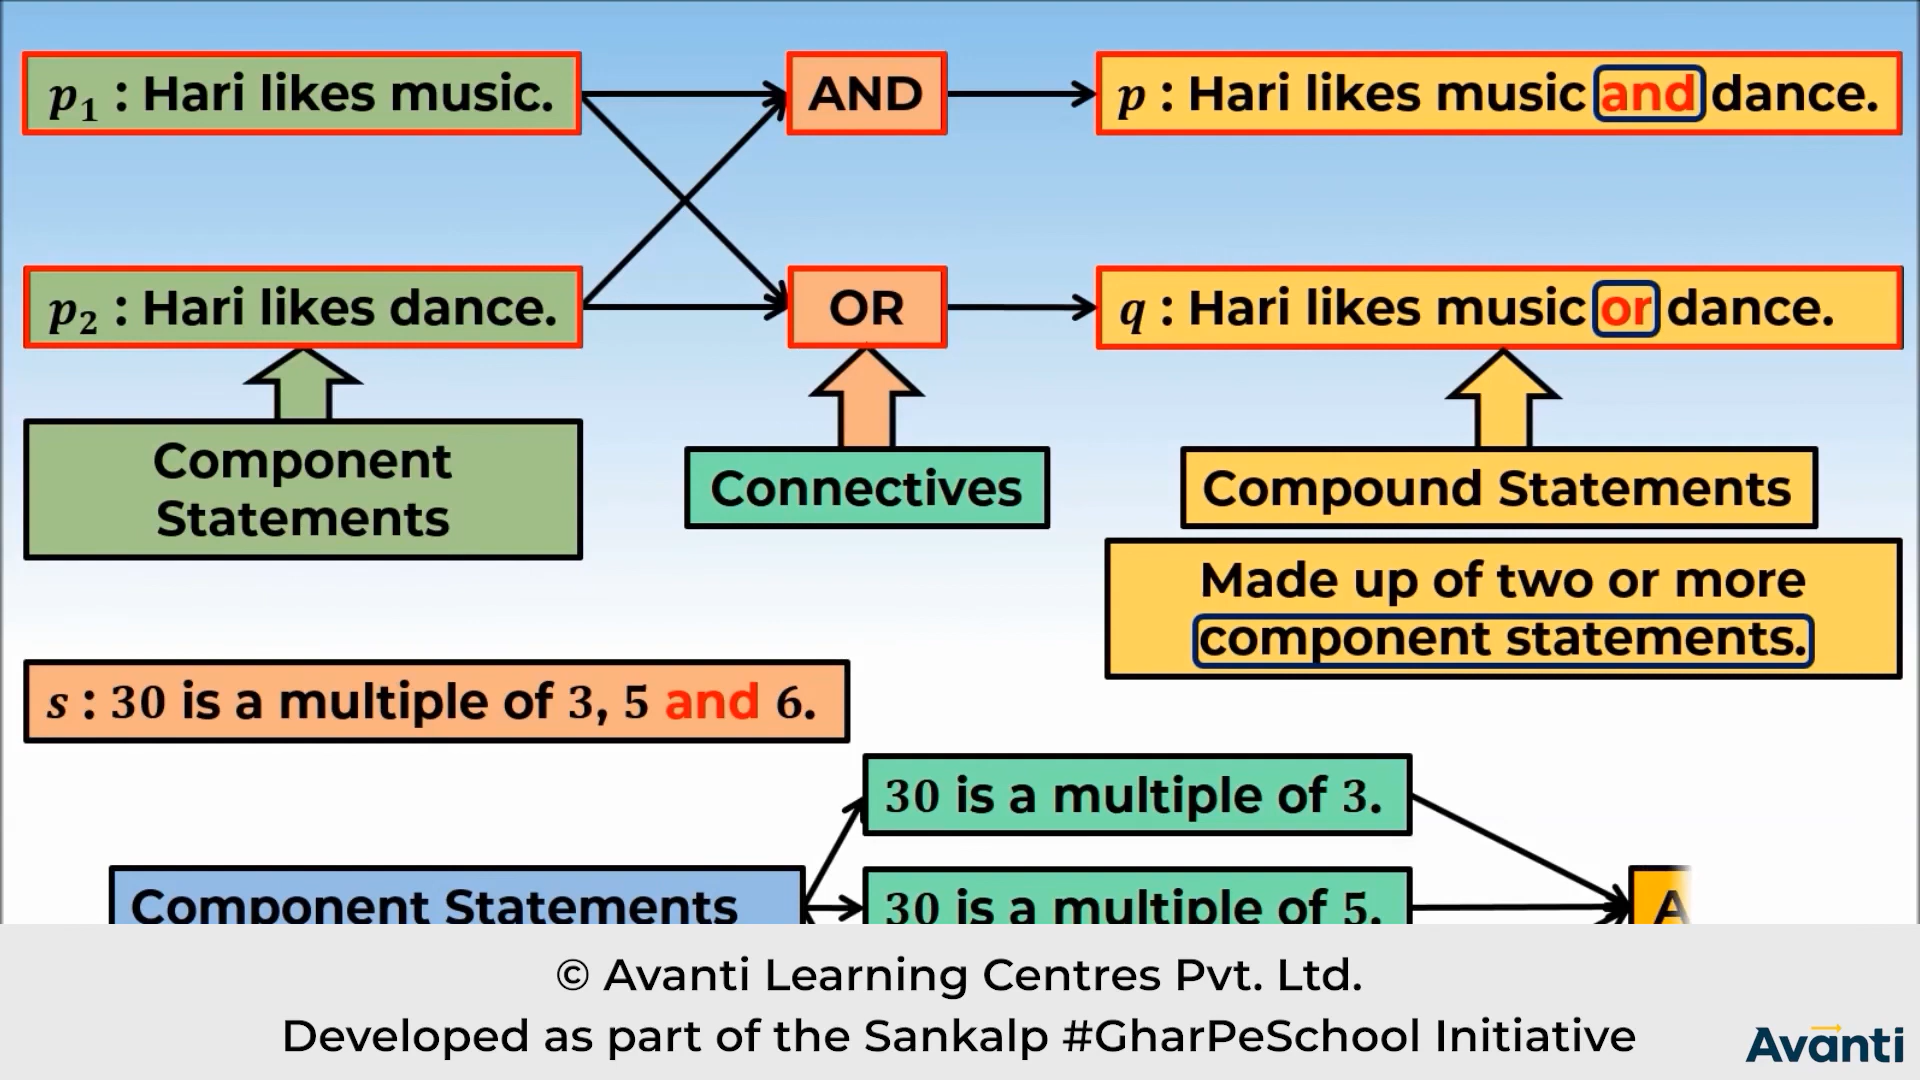 p₁ : Hari likes music.
AND
p : Hari likes music and dance.
p₂ : Hari likes dance.
OR
q : Hari likes music or dance.
Component
Statements
Connectives
Compound Statements
Made up of two or more
component statements.
s : 30 is a multiple of 3, 5 and 6.
30 is a multiple of 3.
Component Statements
30 is a multiple of 5.
© Avanti Learning Centres Pvt. Ltd.
Developed as part of the Sankalp #GharPeSchool Initiative
Avanti